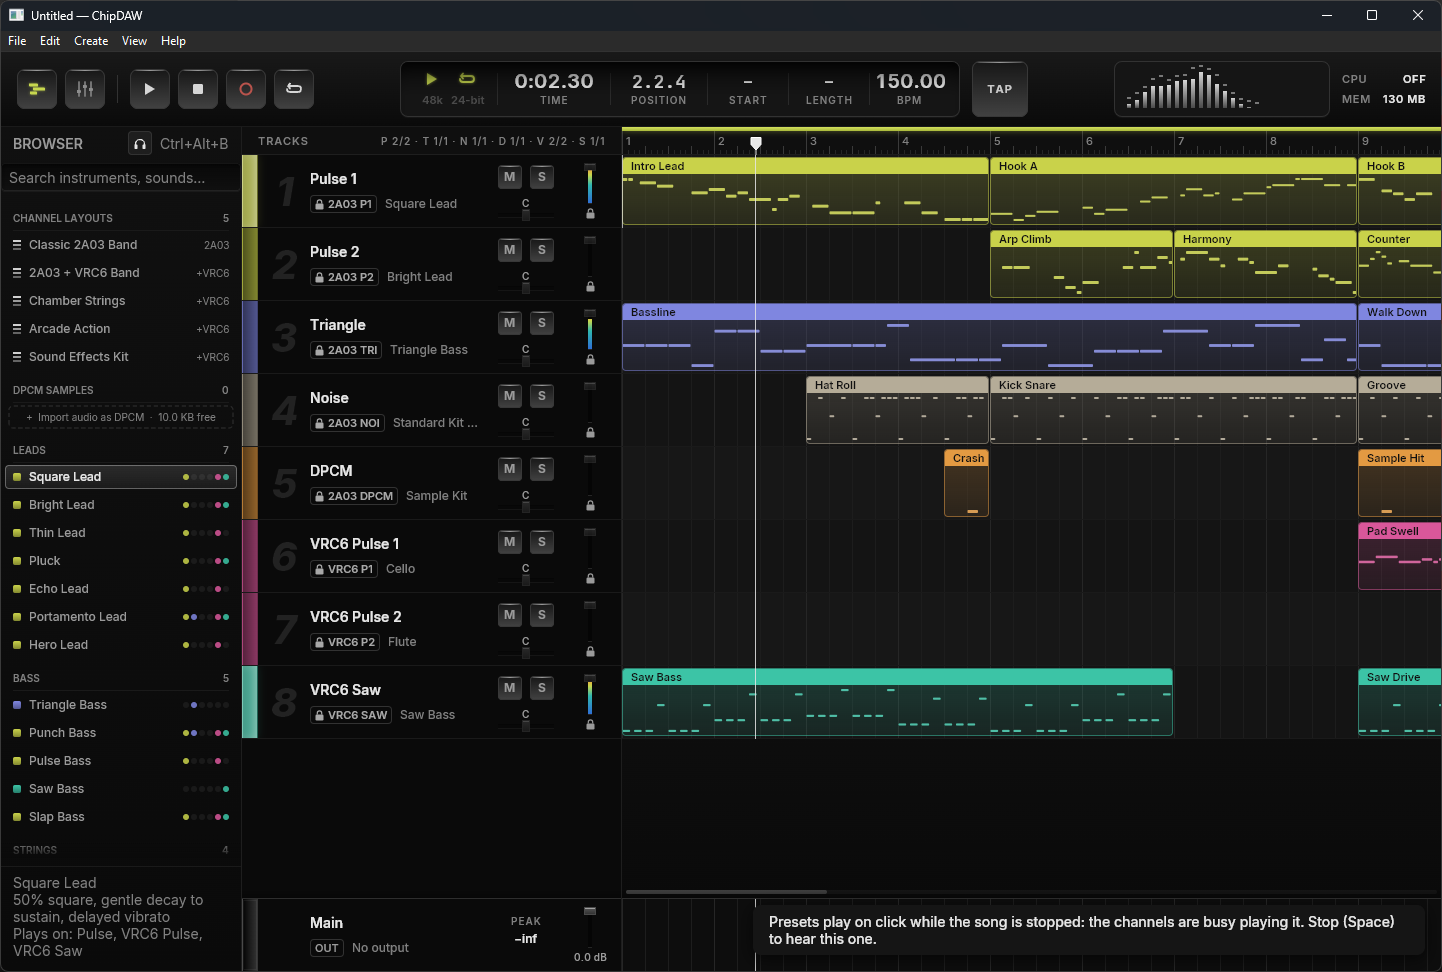 Untitled — ChipDAW
File Edit Create View Help
48k 24-bit
0:02.30
TIME
2.2.4
POSITION
–
START
–
LENGTH
150.00
BPM
TAP
CPU OFF
MEM 130 MB
BROWSER Ctrl+Alt+B
Search instruments, sounds...
CHANNEL LAYOUTS 5
Classic 2A03 Band 2A03
2A03 + VRC6 Band +VRC6
Chamber Strings +VRC6
Arcade Action +VRC6
Sound Effects Kit +VRC6
DPCM SAMPLES 0
+ Import audio as DPCM · 10.0 KB free
LEADS 7
Square Lead
Bright Lead
Thin Lead
Pluck
Echo Lead
Portamento Lead
Hero Lead
BASS 5
Triangle Bass
Punch Bass
Pulse Bass
Saw Bass
Slap Bass
STRINGS 4
Square Lead
50% square, gentle decay to
sustain, delayed vibrato
Plays on: Pulse, VRC6 Pulse,
VRC6 Saw
TRACKS P 2/2 · T 1/1 · N 1/1 · D 1/1 · V 2/2 · S 1/1
1 Pulse 1 M S
2A03 P1 Square Lead C
2 Pulse 2 M S
2A03 P2 Bright Lead C
3 Triangle M S
2A03 TRI Triangle Bass C
4 Noise M S
2A03 NOI Standard Kit ... C
5 DPCM M S
2A03 DPCM Sample Kit C
6 VRC6 Pulse 1 M S
VRC6 P1 Cello C
7 VRC6 Pulse 2 M S
VRC6 P2 Flute C
8 VRC6 Saw M S
VRC6 SAW Saw Bass C
1 2 3 4 5 6 7 8 9
Intro Lead Hook A Hook B
Arp Climb Harmony Counter
Bassline Walk Down
Hat Roll Kick Snare Groove
Crash Sample Hit
Pad Swell
Saw Bass Saw Drive
Main
OUT No output
PEAK
–inf
0.0 dB
Presets play on click while the song is stopped: the channels are busy playing it. Stop (Space)
to hear this one.